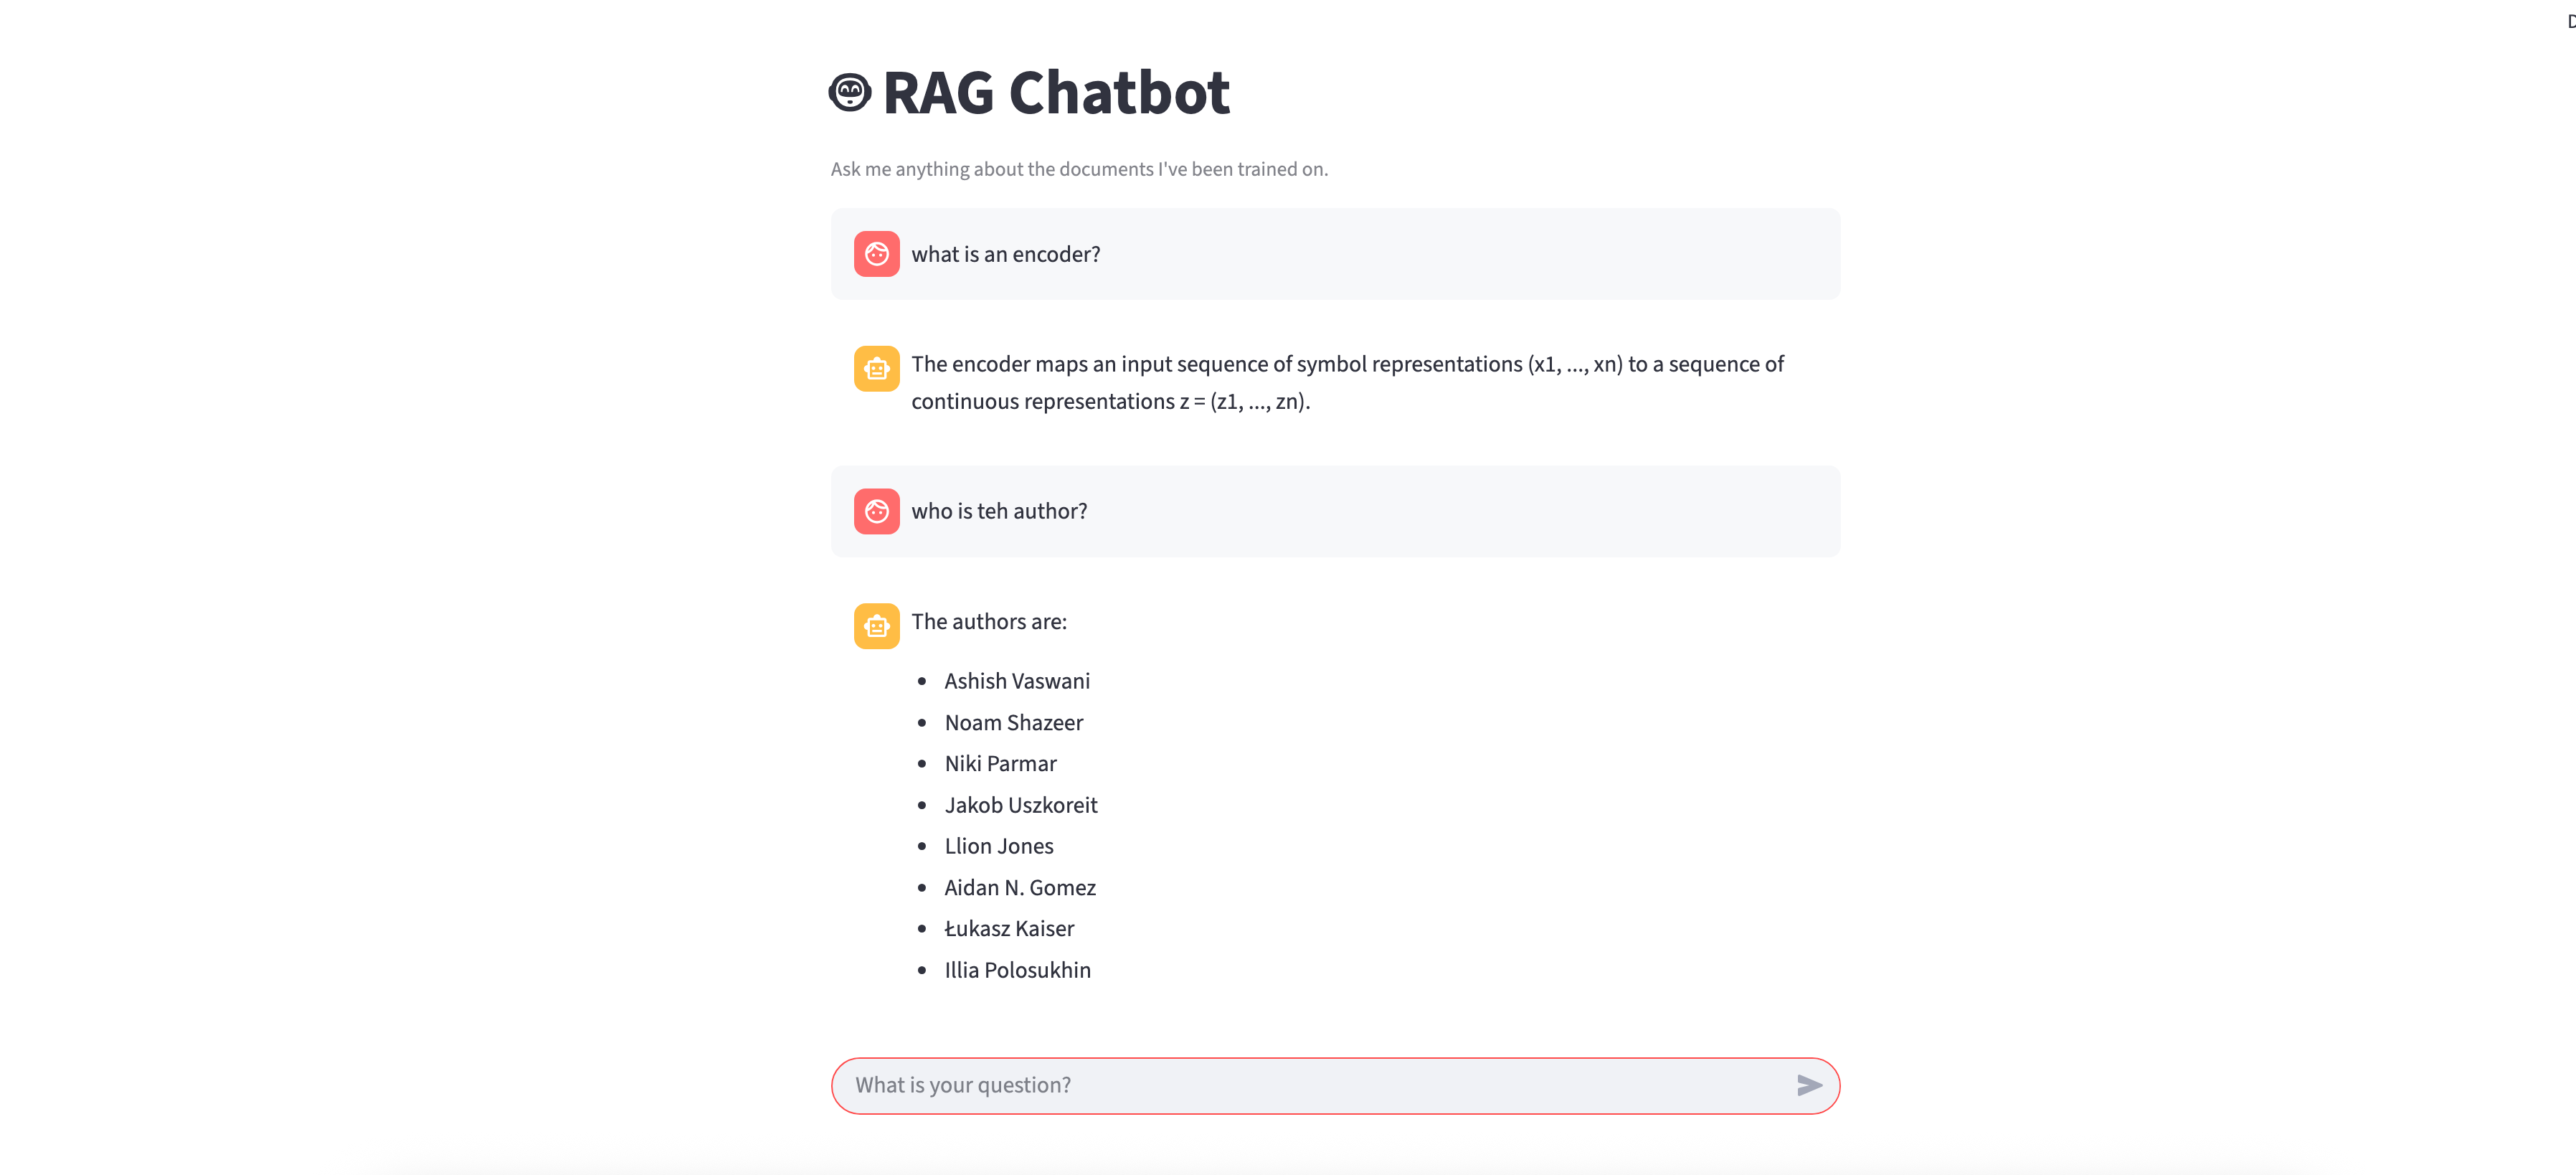 RAG Chatbot
Ask me anything about the documents I've been trained on.
what is an encoder?
The encoder maps an input sequence of symbol representations (x1, ..., xn) to a sequence of
continuous representations z = (z1, ..., zn).
who is teh author?
The authors are:
Ashish Vaswani
Noam Shazeer
Niki Parmar
Jakob Uszkoreit
Llion Jones
Aidan N. Gomez
Łukasz Kaiser
Illia Polosukhin
What is your question?